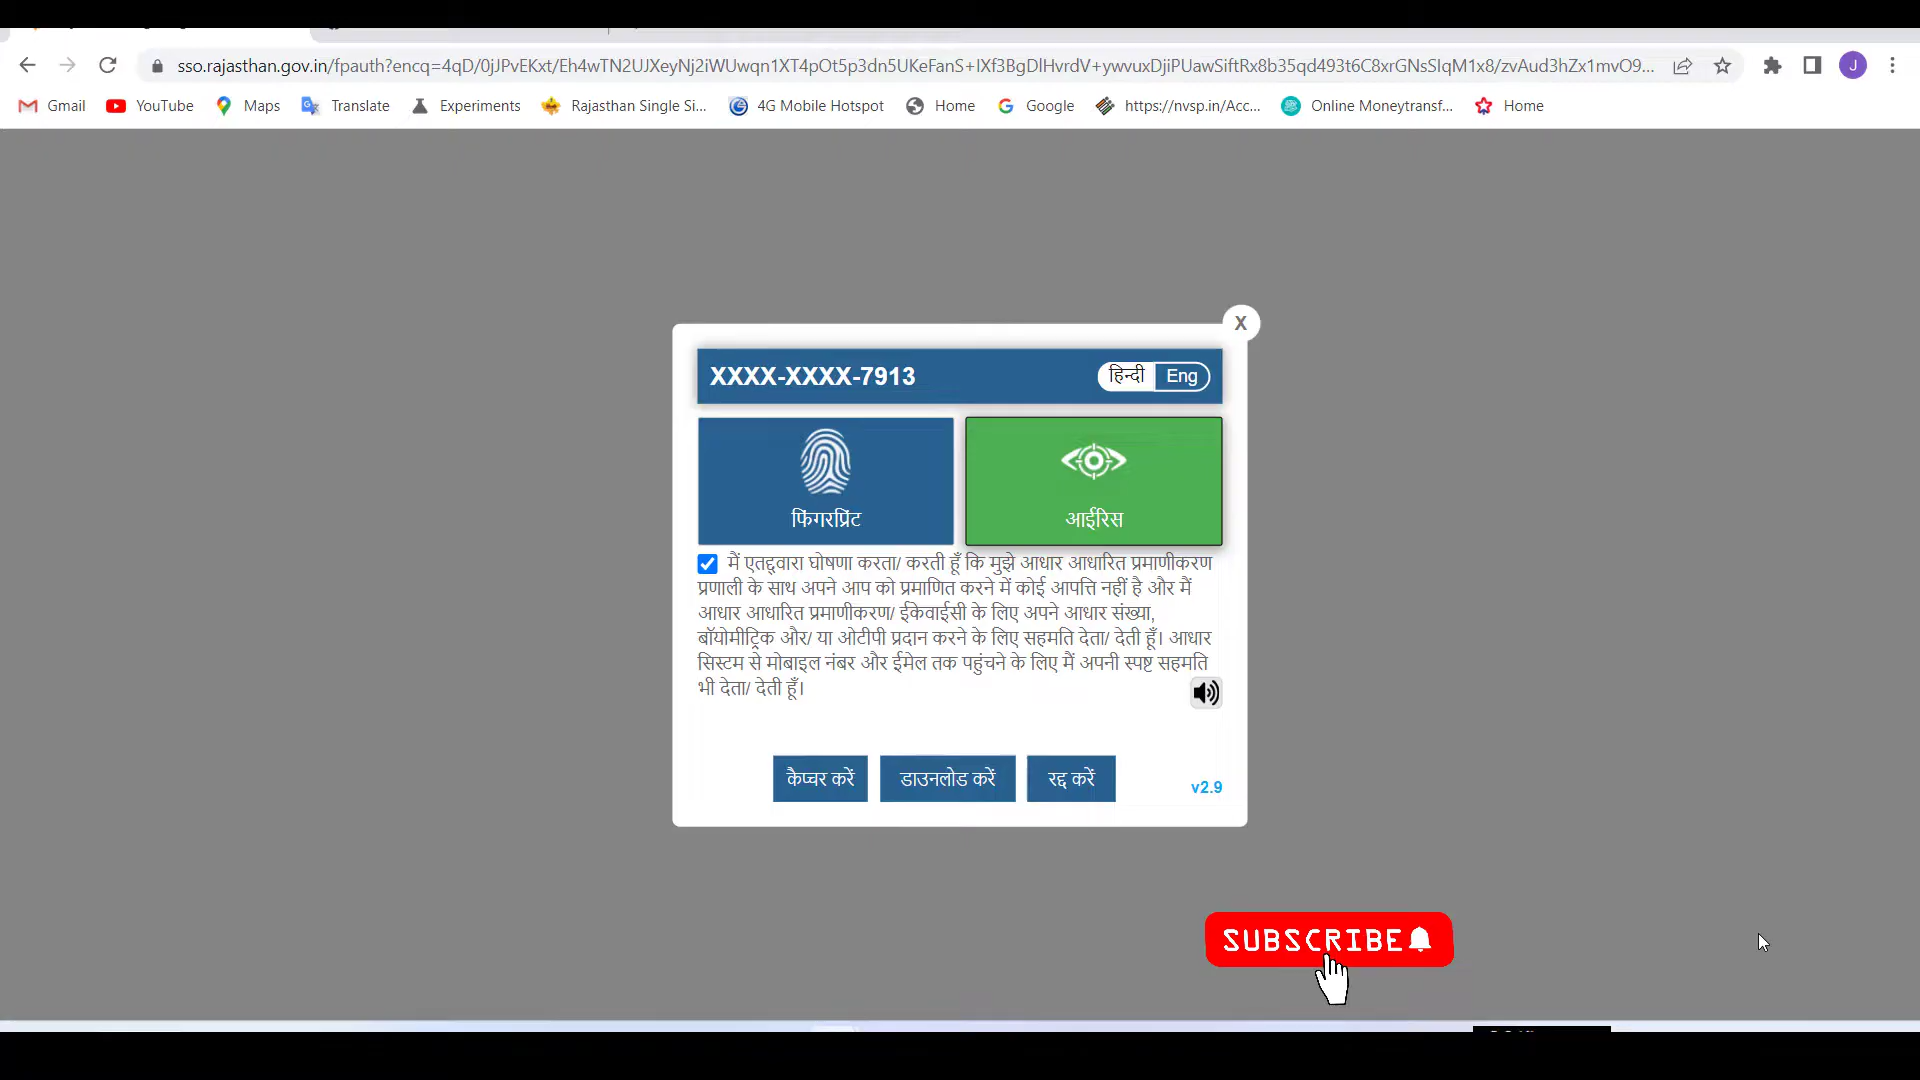 sso.rajasthan.gov.in/fpauth?encq=4qD/0jJPvEKxt/Eh4wTN2UJXeyNj2iWUwqn1XT4pOt5p3dn5UKeFanS+IXf3BgDlHvrdV+ywvuxDjiPUawSiftRx8b35qd493t6C8xrGNsSIqM1x8/zvAud3hZx1mvO9... J
Gmail YouTube Maps Translate Experiments Rajasthan Single Si... 4G Mobile Hotspot Home Google https://nvsp.in/Acc... Online Moneytransf... Home
X
XXXX-XXXX-7913 हिन्दी Eng
फिंगरप्रिंट आईरिस
मैं एतद्द्वारा घोषणा करता/ करती हूँ कि मुझे आधार आधारित प्रमाणीकरण
प्रणाली के साथ अपने आप को प्रमाणित करने में कोई आपत्ति नहीं है और मैं
आधार आधारित प्रमाणीकरण/ ईकेवाईसी के लिए अपने आधार संख्या,
बॉयोमीट्रिक और/ या ओटीपी प्रदान करने के लिए सहमति देता/ देती हूँ। आधार
सिस्टम से मोबाइल नंबर और ईमेल तक पहुंचने के लिए मैं अपनी स्पष्ट सहमति
भी देता/ देती हूँ।
कैप्चर करें डाउनलोड करें रद्द करें v2.9
SUBSCRIBE